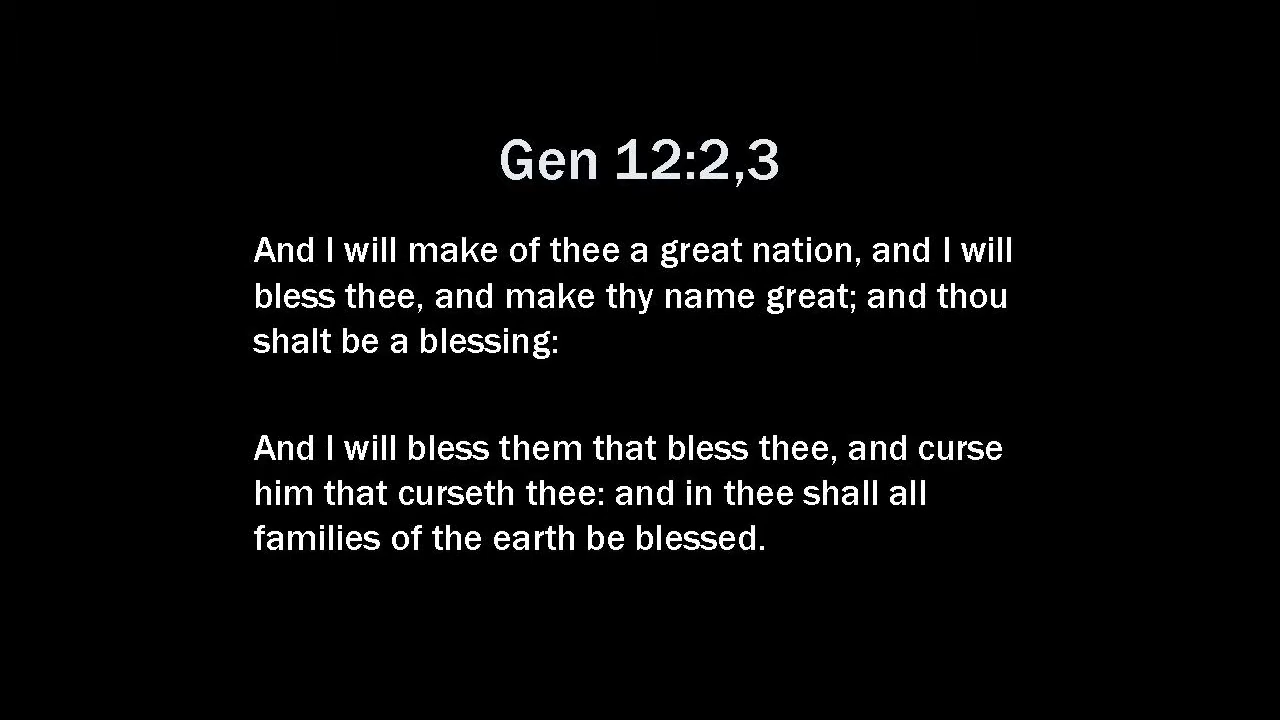 Gen 12:2,3
And I will make of thee a great nation, and I will
bless thee, and make thy name great; and thou
shalt be a blessing:
And I will bless them that bless thee, and curse
him that curseth thee: and in thee shall all
families of the earth be blessed.